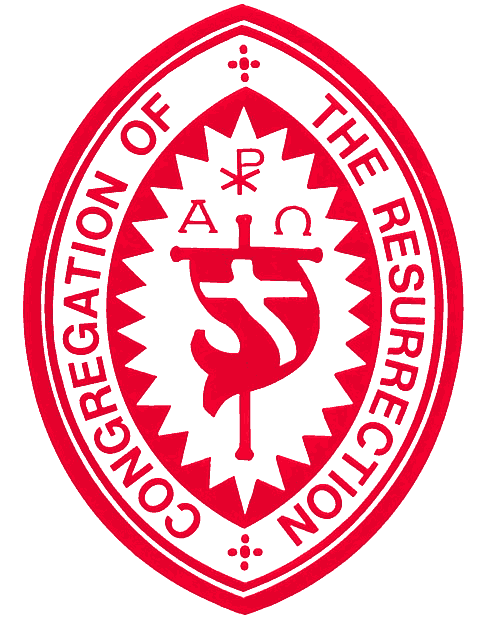 CONGREGATION OF THE RESURRECTION
☧
Α Ω